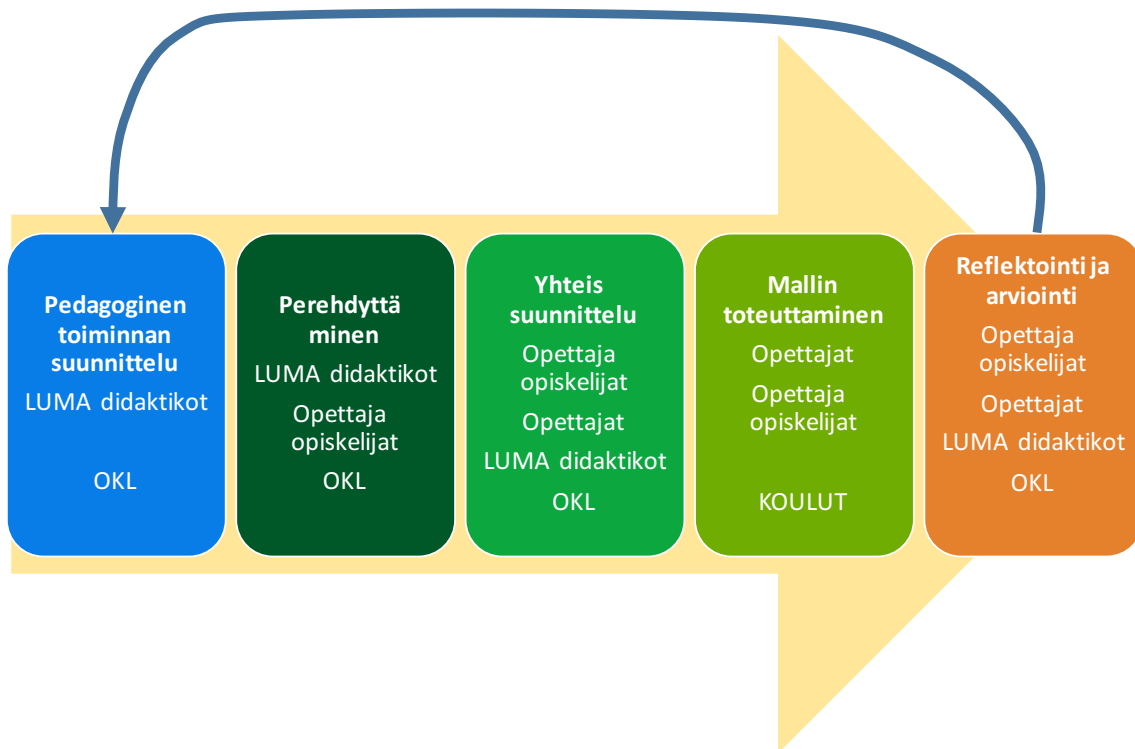 Pedagoginen
toiminnan
suunnittelu
LUMA didaktikot
OKL
Perehdyttä
minen
LUMA didaktikot
Opettaja
opiskelijat
OKL
Yhteis
suunnittelu
Opettaja
opiskelijat
Opettajat
LUMA didaktikot
OKL
Mallin
toteuttaminen
Opettajat
Opettaja
opiskelijat
KOULUT
Reflektointi ja
arviointi
Opettaja
opiskelijat
Opettajat
LUMA didaktikot
OKL